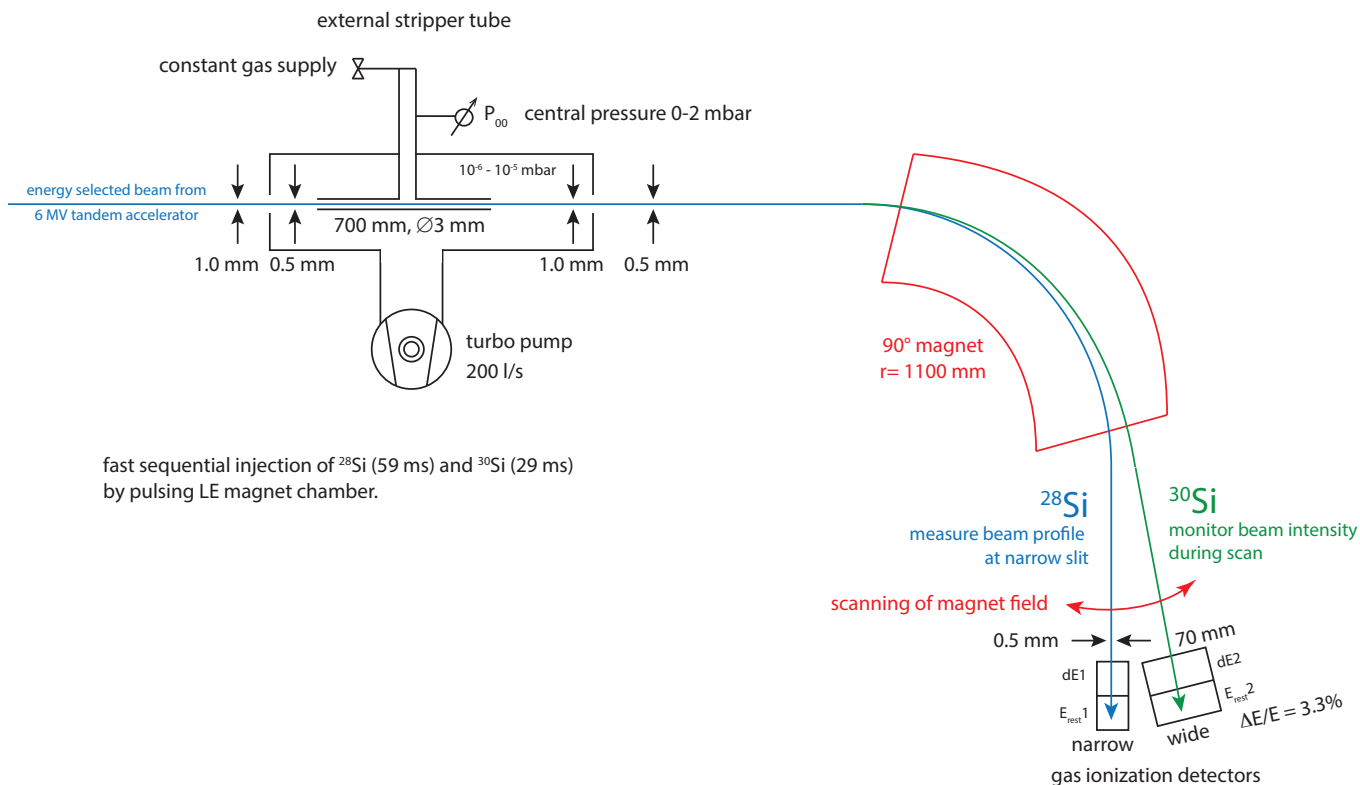 external stripper tube
constant gas supply
P₀₀ central pressure 0-2 mbar
10⁻⁶ - 10⁻⁵ mbar
energy selected beam from
6 MV tandem accelerator
700 mm, ∅3 mm
1.0 mm
0.5 mm
1.0 mm
0.5 mm
turbo pump
200 l/s
90° magnet
r= 1100 mm
fast sequential injection of ²⁸Si (59 ms) and ³⁰Si (29 ms)
by pulsing LE magnet chamber.
²⁸Si
measure beam profile
at narrow slit
³⁰Si
monitor beam intensity
during scan
scanning of magnet field
0.5 mm
70 mm
dE1
E_rest1
narrow
dE2
E_rest2
wide
ΔE/E = 3.3%
gas ionization detectors